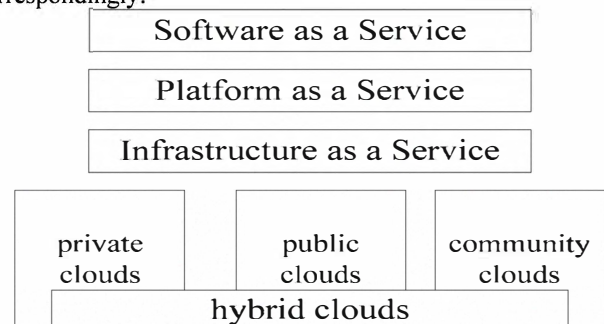 Software as a Service
Platform as a Service
Infrastructure as a Service
private
clouds
public
clouds
community
clouds
hybrid clouds